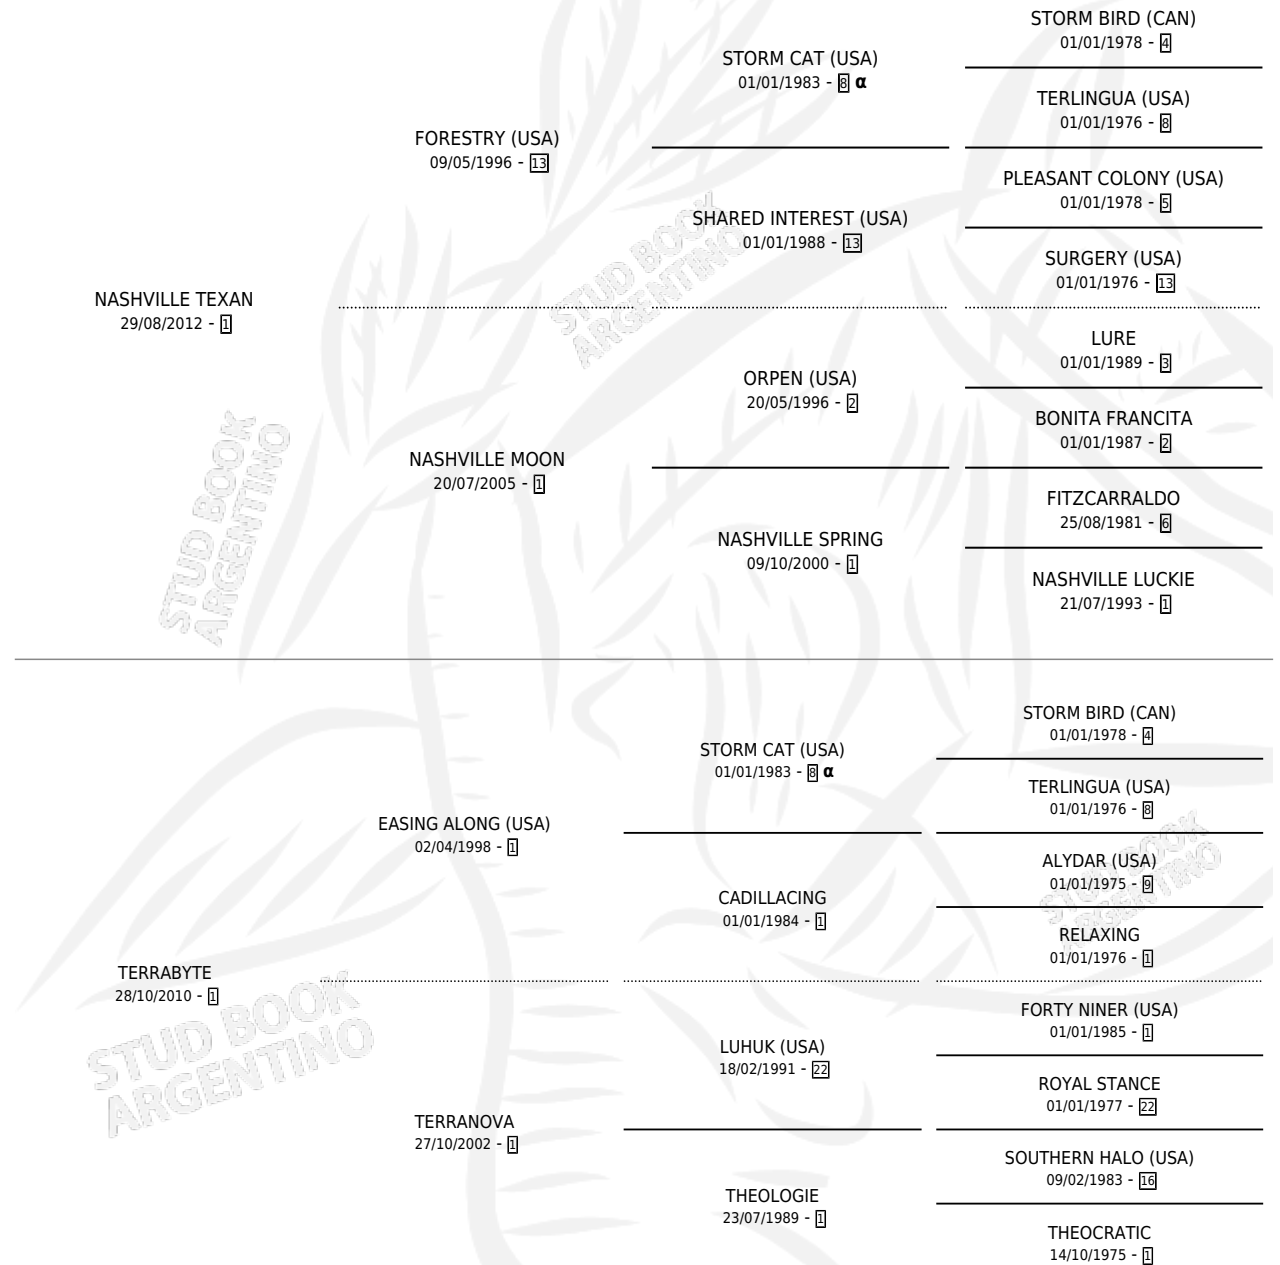 STORM BIRD (CAN)
01/01/1978 - 4
STORM CAT (USA)
01/01/1983 - 8 α
TERLINGUA (USA)
01/01/1976 - 8
FORESTRY (USA)
09/05/1996 - 13
PLEASANT COLONY (USA)
01/01/1978 - 5
SHARED INTEREST (USA)
01/01/1988 - 13
SURGERY (USA)
01/01/1976 - 13
NASHVILLE TEXAN
29/08/2012 - 1
LURE
01/01/1989 - 3
ORPEN (USA)
20/05/1996 - 2
BONITA FRANCITA
01/01/1987 - 2
NASHVILLE MOON
20/07/2005 - 1
FITZCARRALDO
25/08/1981 - 6
NASHVILLE SPRING
09/10/2000 - 1
NASHVILLE LUCKIE
21/07/1993 - 1
STORM BIRD (CAN)
01/01/1978 - 4
STORM CAT (USA)
01/01/1983 - 8 α
TERLINGUA (USA)
01/01/1976 - 8
EASING ALONG (USA)
02/04/1998 - 1
ALYDAR (USA)
01/01/1975 - 9
CADILLACING
01/01/1984 - 1
RELAXING
01/01/1976 - 1
TERRABYTE
28/10/2010 - 1
FORTY NINER (USA)
01/01/1985 - 1
LUHUK (USA)
18/02/1991 - 22
ROYAL STANCE
01/01/1977 - 22
TERRANOVA
27/10/2002 - 1
SOUTHERN HALO (USA)
09/02/1983 - 16
THEOLOGIE
23/07/1989 - 1
THEOCRATIC
14/10/1975 - 1
STUD BOOK
ARGENTINO
STUD BOOK
ARGENTINO
STUD BOOK
ARGENTINO
STUD BOOK
ARGENTINO